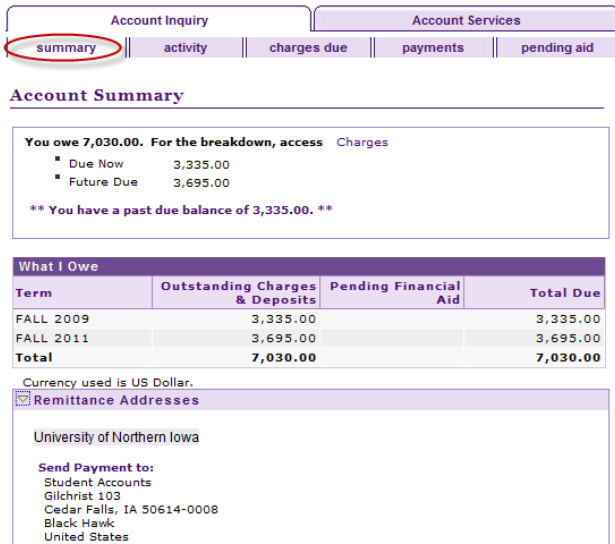 Account Inquiry Account Services
summary activity charges due payments pending aid
Account Summary
You owe 7,030.00. For the breakdown, access Charges
Due Now 3,335.00
Future Due 3,695.00
** You have a past due balance of 3,335.00. **
What I Owe
Term Outstanding Charges & Deposits Pending Financial Aid Total Due
FALL 2009 3,335.00 3,335.00
FALL 2011 3,695.00 3,695.00
Total 7,030.00 7,030.00
Currency used is US Dollar.
Remittance Addresses
University of Northern Iowa
Send Payment to:
Student Accounts
Gilchrist 103
Cedar Falls, IA 50614-0008
Black Hawk
United States